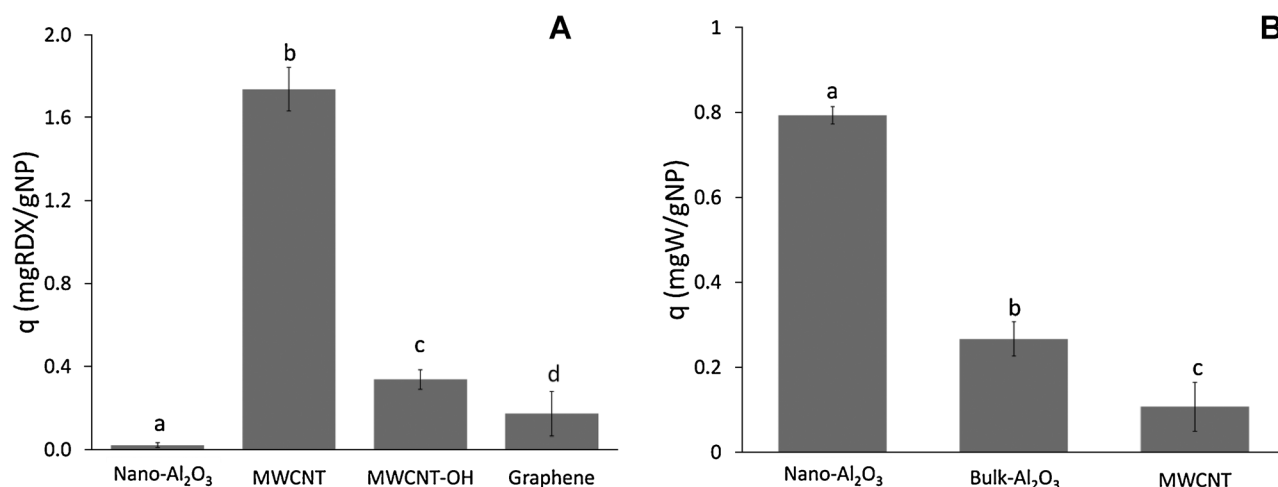 A
q (mgRDX/gNP)
2.0
1.6
1.2
0.8
0.4
0.0
a
b
c
d
Nano-Al₂O₃
MWCNT
MWCNT-OH
Graphene
B
q (mgW/gNP)
1
0.8
0.6
0.4
0.2
0
a
b
c
Nano-Al₂O₃
Bulk-Al₂O₃
MWCNT